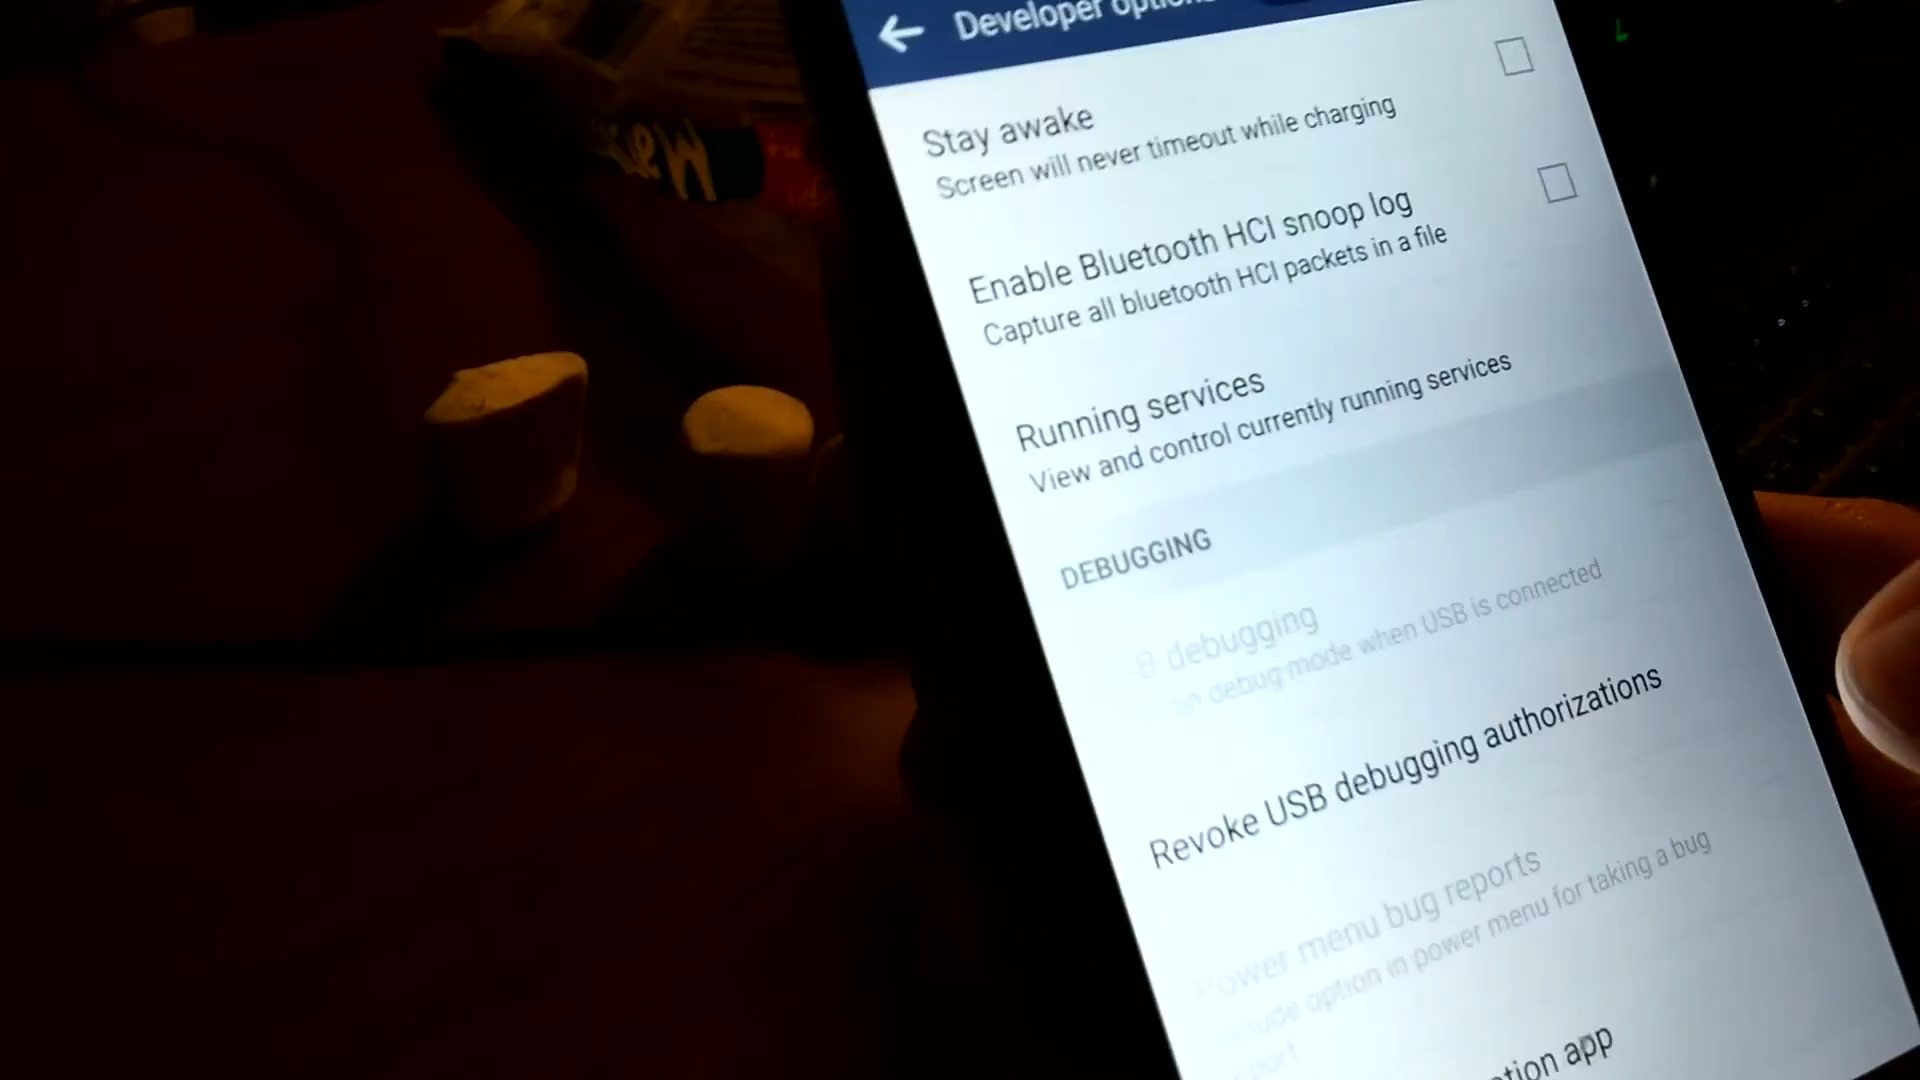 Developer options
Stay awake
Screen will never timeout while charging
Enable Bluetooth HCI snoop log
Capture all bluetooth HCI packets in a file
Running services
View and control currently running services
DEBUGGING
debugging
on debug mode when USB is connected
Revoke USB debugging authorizations
Power menu bug reports
option in power menu for taking a bug
app